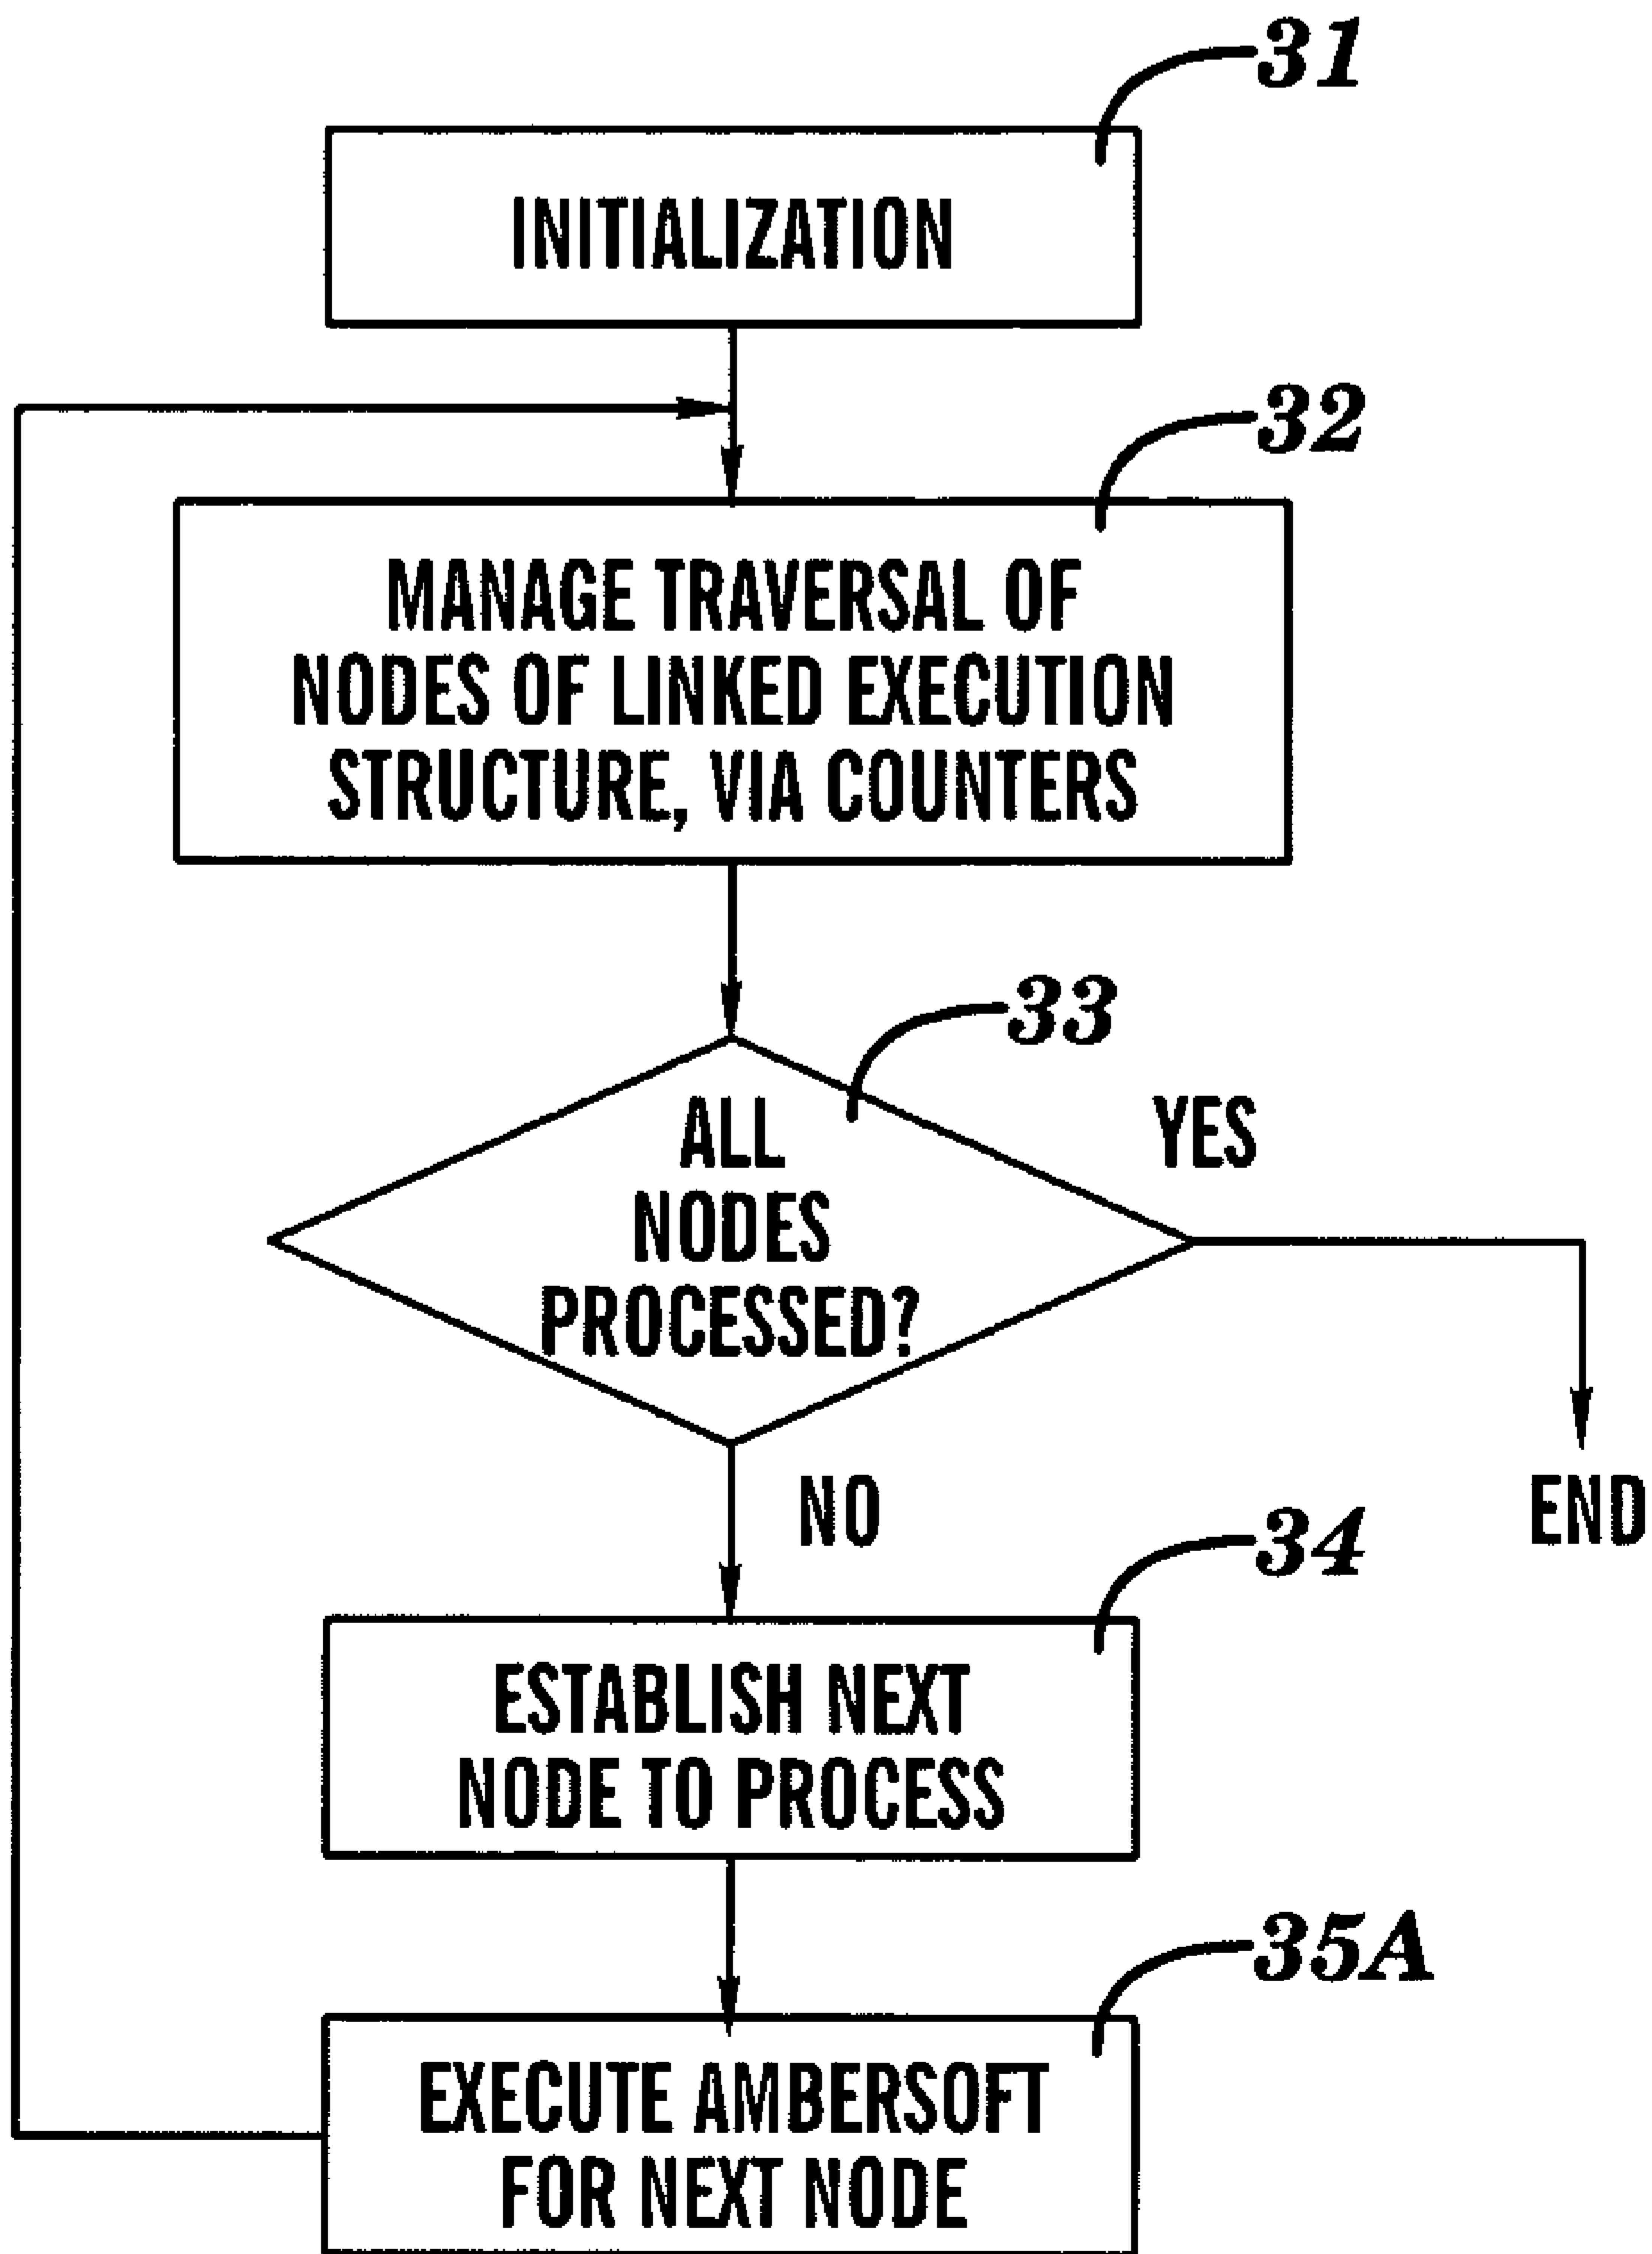 31
INITIALIZATION
32
MANAGE TRAVERSAL OF
NODES OF LINKED EXECUTION
STRUCTURE, VIA COUNTERS
33
ALL
NODES
PROCESSED?
YES
NO
END
34
ESTABLISH NEXT
NODE TO PROCESS
35A
EXECUTE AMBERSOFT
FOR NEXT NODE